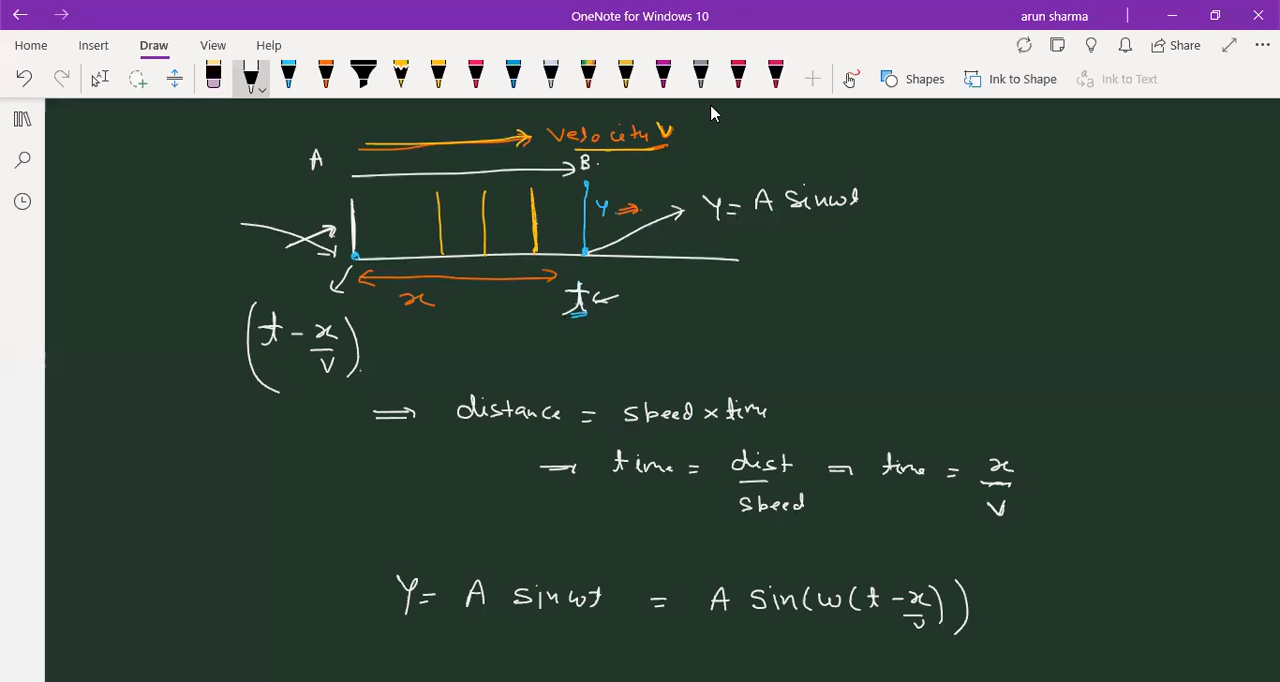 OneNote for Windows 10
arun sharma
Home Insert Draw View Help
Share
Shapes Ink to Shape Ink to Text
Velocity V
A B
Y Y = A sinωt
x t
(t - x/v)
⇒ distance = speed × time
→ time = dist/speed ⇒ time = x/v
Y = A sinωt = A sin(ω(t - x/v))